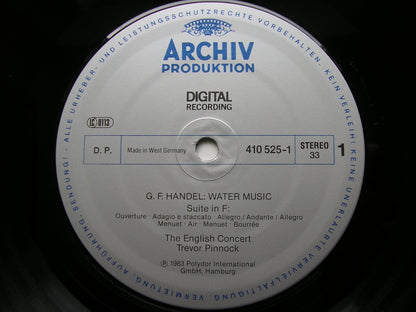 ALLE URHEBER- UND LEISTUNGSSCHUTZRECHTE VORBEHALTEN. KEIN VERLEIH! KEINE UNERLAUBTE VERVIELFÄLTIGUNG, VERMIETUNG, AUFFÜHRUNG, SENDUNG!
ARCHIV
PRODUKTION
DIGITAL
RECORDING
LC 0113
D. P.
Made in West Germany
410 525-1
STEREO
33
1
G. F. HANDEL: WATER MUSIC
Suite in F:
Ouverture · Adagio e staccato · Allegro / Andante / Allegro
Menuet · Air · Menuet · Bourrée
The English Concert
Trevor Pinnock
℗ 1983 Polydor International
GmbH, Hamburg